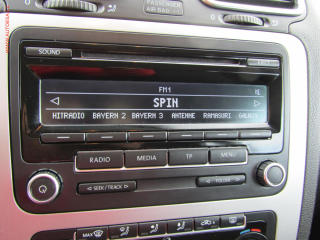 PASSENGER
AIR BAG
SOUND
FM1
SPIN
HITRADIO BAYERN 2 BAYERN 3 ANTENNE RAMASURI GALAXY
RADIO MEDIA TP MENU
SEEK / TRACK FOLDER
MAX